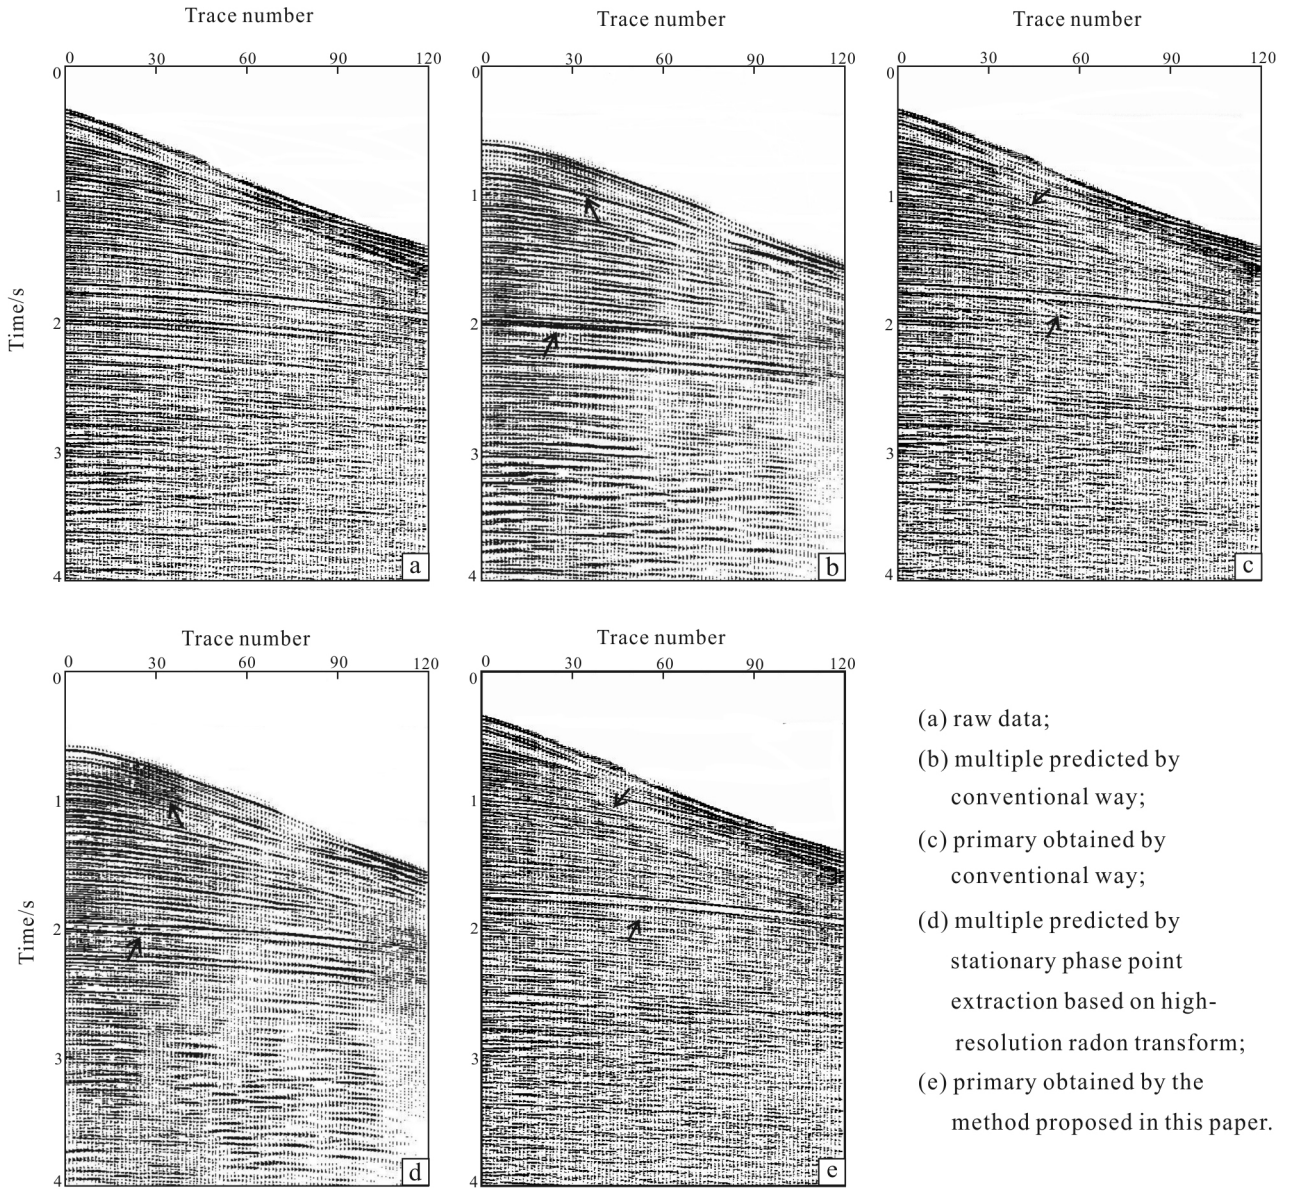 Trace number
Trace number
Trace number
0 30 60 90 120
0 30 60 90 120
0 30 60 90 120
0
1
2
3
4
0
1
2
3
4
0
1
2
3
4
Time/s
a
b
c
Trace number
Trace number
0 30 60 90 120
0 30 60 90 120
0
1
2
3
4
0
1
2
3
4
Time/s
d
e
(a) raw data;
(b) multiple predicted by
conventional way;
(c) primary obtained by
conventional way;
(d) multiple predicted by
stationary phase point
extraction based on high-
resolution radon transform;
(e) primary obtained by the
method proposed in this paper.